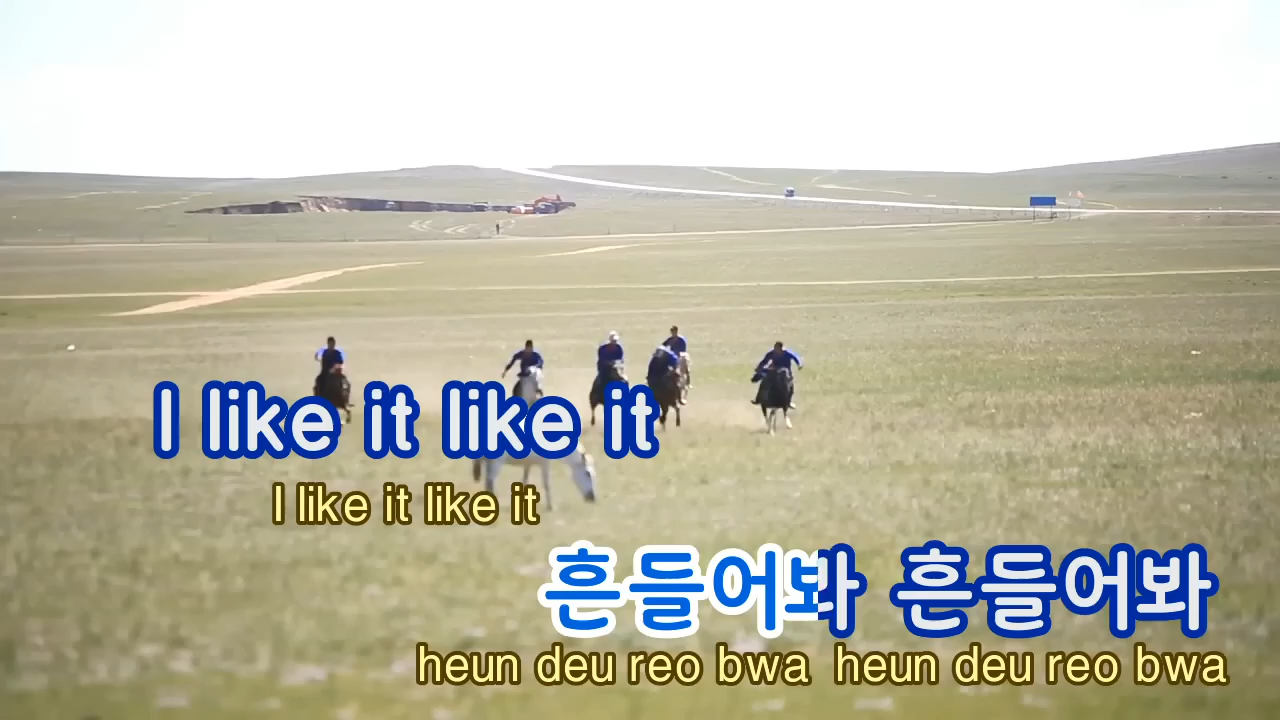 I like it like it
I like it like it
흔들어봐 흔들어봐
heun deu reo bwa heun deu reo bwa